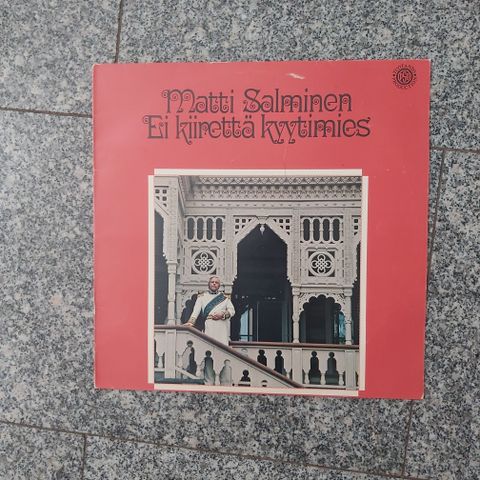 Matti Salminen
Ei kiirettä kyytimies